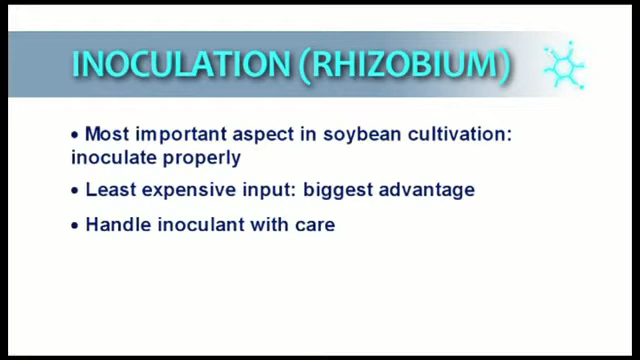 INOCULATION (RHIZOBIUM)
• Most important aspect in soybean cultivation:
inoculate properly
• Least expensive input: biggest advantage
• Handle inoculant with care